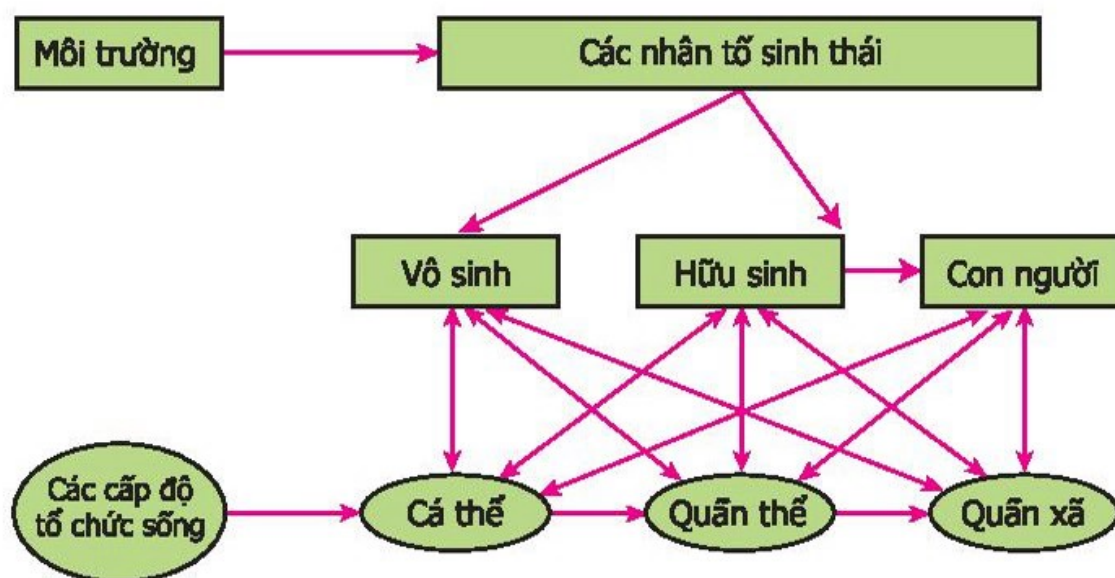 Môi trường
Các nhân tố sinh thái
Vô sinh
Hữu sinh
Con người
Các cấp độ
tổ chức sống
Cá thể
Quần thể
Quần xã